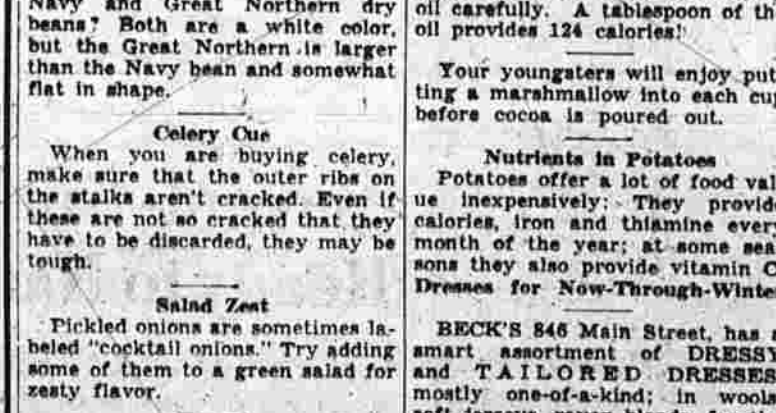 Navy and Great Northern dry
beans? Both are a white color,
but the Great Northern is larger
than the Navy bean and somewhat
flat in shape.
Celery Cue
When you are buying celery,
make sure that the outer ribs on
the stalks aren't cracked. Even if
these are not so cracked that they
have to be discarded, they may be
tough.
Salad Zest
Pickled onions are sometimes la-
beled "cocktail onions." Try adding
some of them to a green salad for
zesty flavor.
oil carefully. A tablespoon of th
oil provides 124 calories!
Your youngsters will enjoy put
ting a marshmallow into each cu
before cocoa is poured out.
Nutrients in Potatoes
Potatoes offer a lot of food val
ue inexpensively: They provid
calories, iron and thiamine ever
month of the year; at some sea
sons they also provide vitamin C
Dresses for Now-Through-Winte
BECK'S 846 Main Street, has
smart assortment of DRESSY
and TAILORED DRESSES
mostly one-of-a-kind; in wools